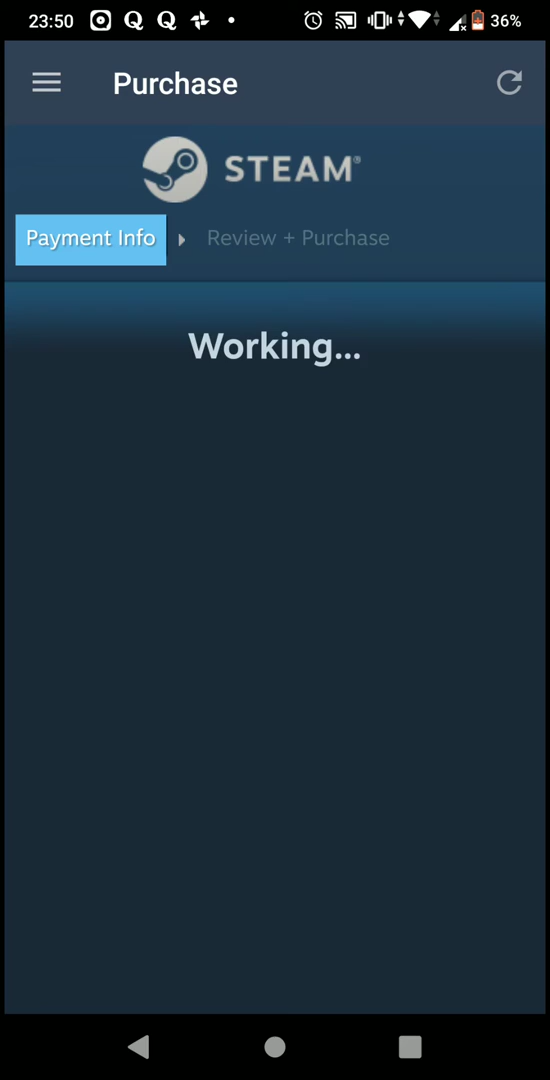 23:50 36%
Purchase
STEAM®
Payment Info Review + Purchase
Working...